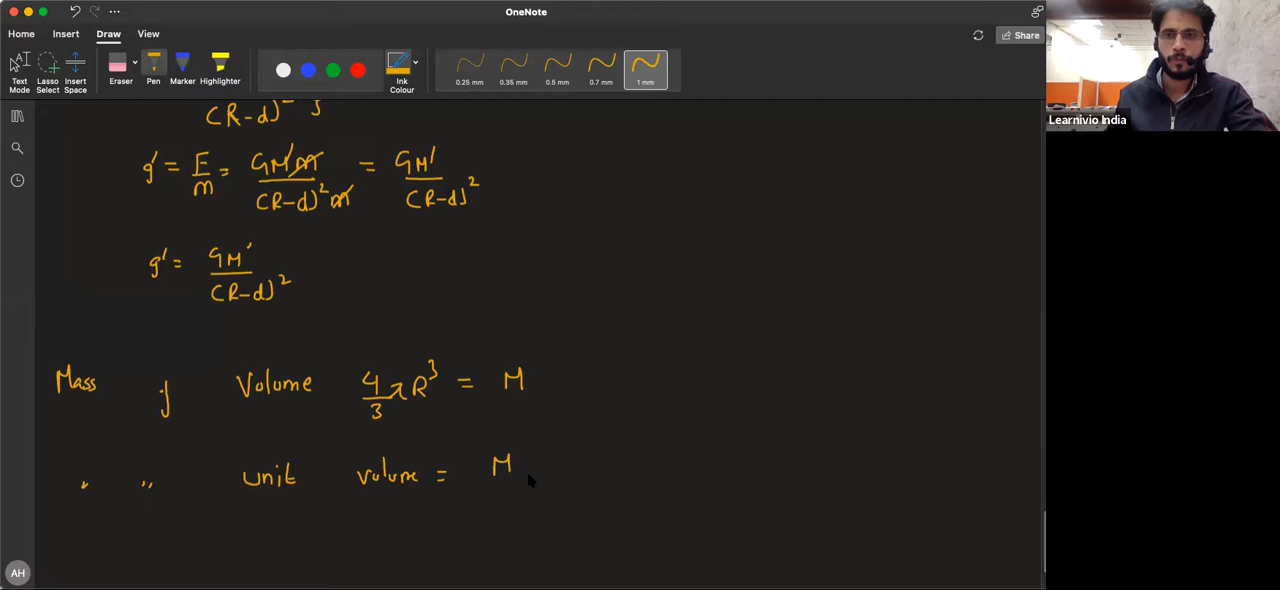 OneNote
Home Insert Draw View
Share
Text Mode
Lasso Select
Insert Space
Eraser
Pen
Marker
Highlighter
Ink Colour
0.25 mm
0.35 mm
0.5 mm
0.7 mm
1 mm
Learnivio India
(R-d)²
g' = F/m = GM'm/(R-d)²m = GM'/(R-d)²
g' = GM'/(R-d)²
Mass of Volume 4/3 πR³ = M
" " unit volume = M
AH